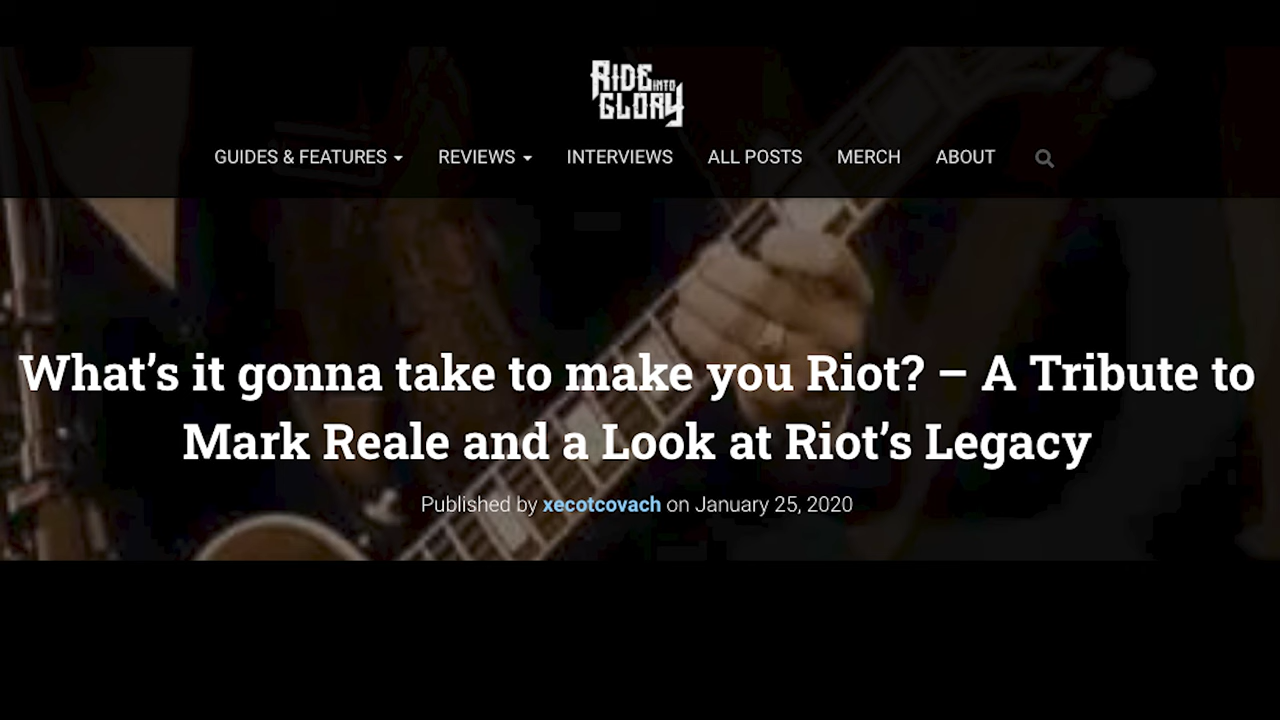 RIDE INTO
GLORY
GUIDES & FEATURES REVIEWS INTERVIEWS ALL POSTS MERCH ABOUT
What’s it gonna take to make you Riot? – A Tribute to
Mark Reale and a Look at Riot’s Legacy
Published by xecotcovach on January 25, 2020